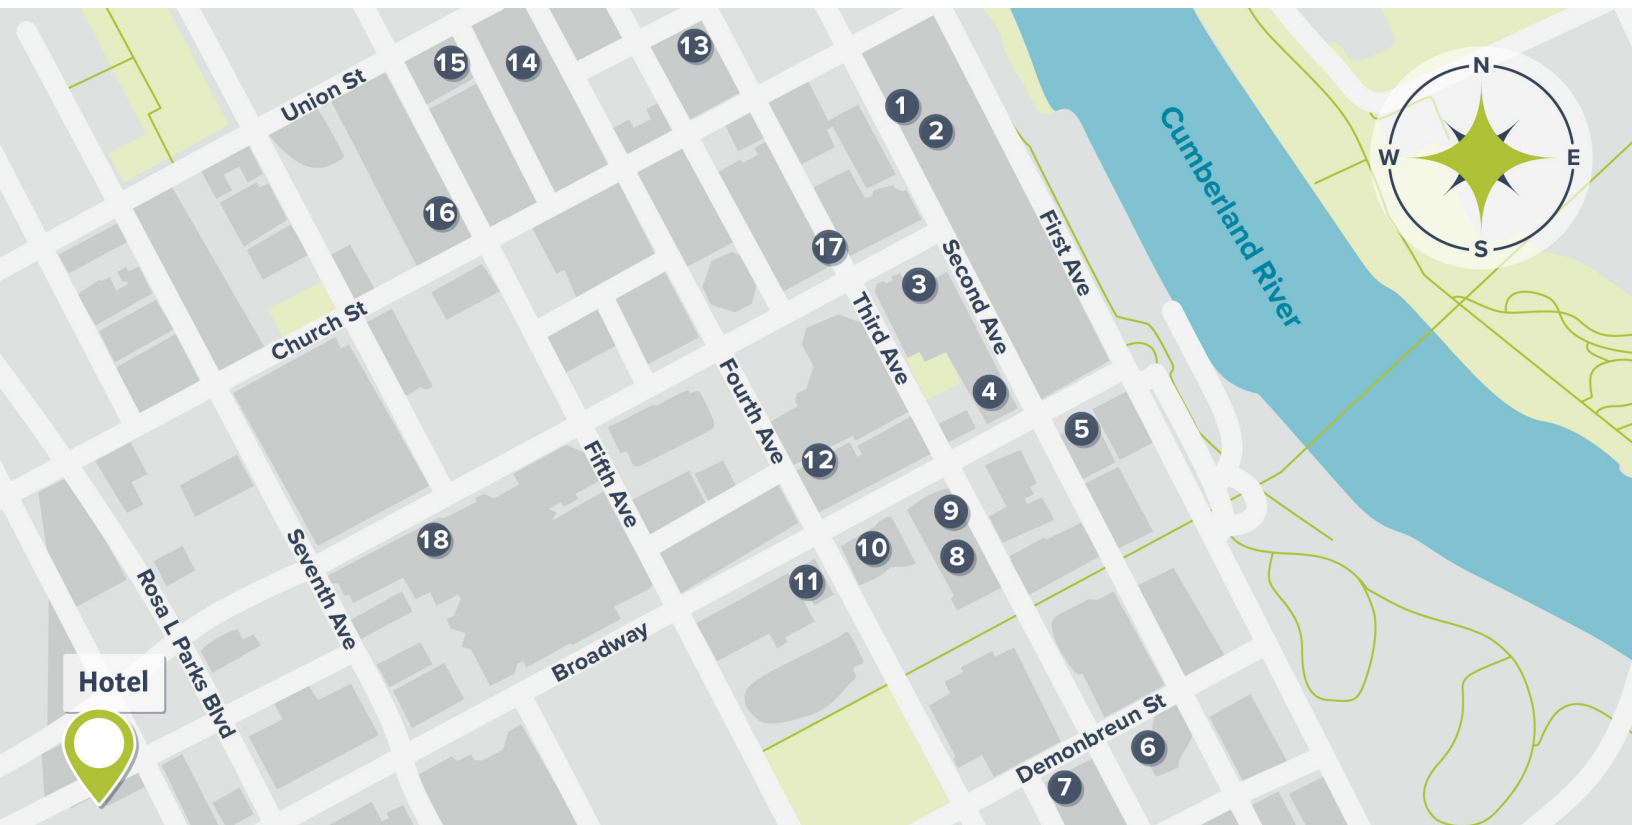 13
15
14
N
Union St
1
W
E
2
Cumberland River
16
First Ave
17
S
Second Ave
3
Church St
Third Ave
4
Fourth Ave
5
12
Fifth Ave
9
18
10
8
Seventh Ave
11
Rosa L Parks Blvd
Broadway
Hotel
Demonbreun St
6
7